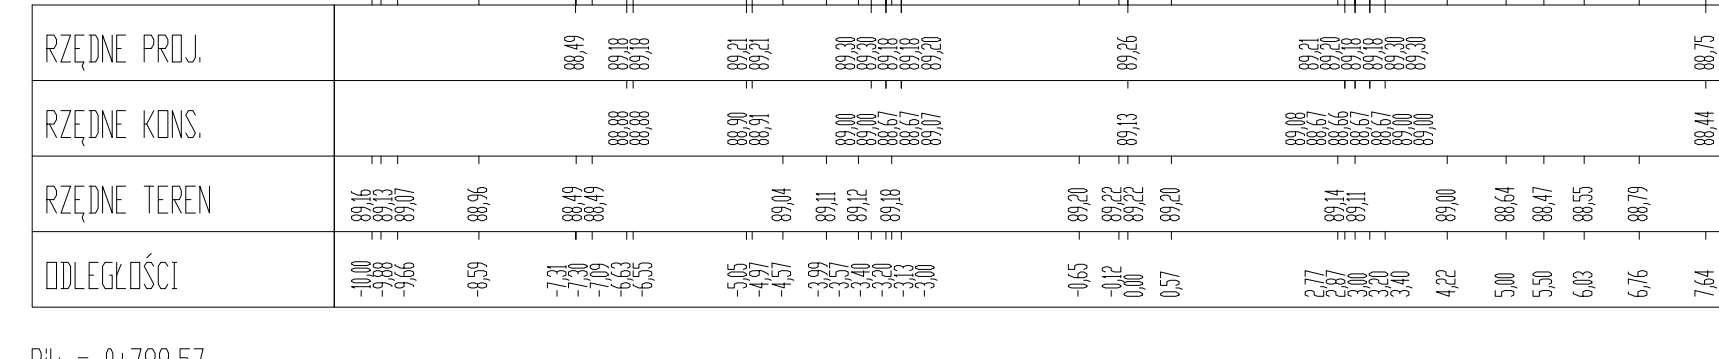 RZĘDNE PROJ. 88,49 89,18 89,18 89,21 89,21 89,30 89,30 89,18 89,18 89,20 89,26 89,21 89,20 89,18 89,18 89,30 89,30 88,75
RZĘDNE KONS. 88,88 88,88 88,90 88,91 89,00 89,00 88,67 88,67 89,07 89,13 89,08 88,67 88,66 88,67 88,67 89,00 89,00 88,44
RZĘDNE TEREN 89,16 89,13 89,07 88,96 88,49 88,49 89,04 89,11 89,12 89,18 89,20 89,22 89,22 89,20 89,14 89,11 89,00 88,64 88,47 88,55 88,79
ODLEGŁOŚCI -10,00 -9,88 -9,66 -8,59 -7,31 -7,30 -7,09 -6,63 -6,55 -5,05 -4,97 -4,57 -3,99 -3,57 -3,40 -3,20 -3,13 -3,00 -0,65 -0,12 0,00 0,57 2,77 2,87 3,00 3,20 3,40 4,22 5,00 5,50 6,03 6,76 7,64